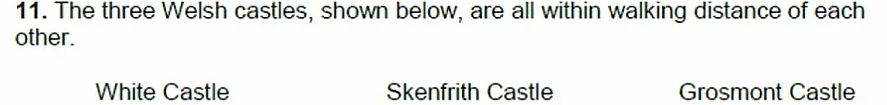 11. The three Welsh castles, shown below, are all within walking distance of each
other.
White Castle Skenfrith Castle Grosmont Castle